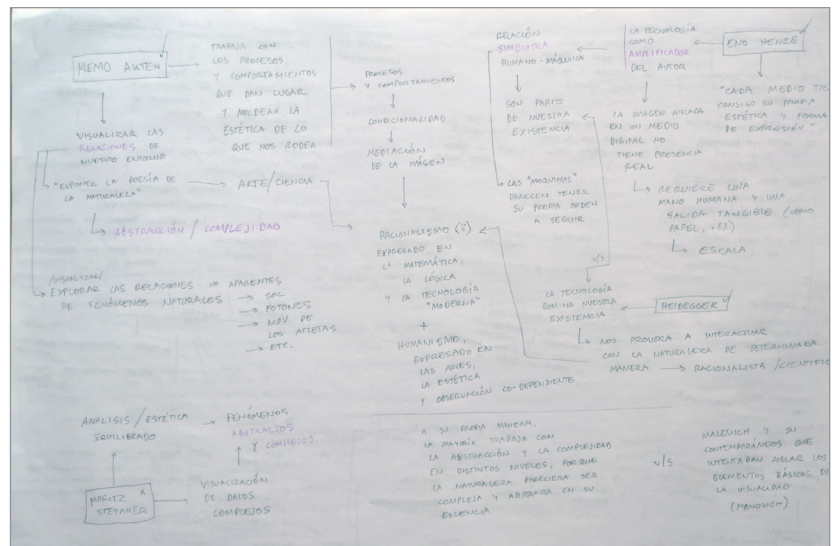 MEMO AKTEN
TRABAJA CON
LOS PROCESOS
Y COMPORTAMIENTOS
QUE DAN LUGAR
Y MOLDEAN LA
ESTÉTICA DE LO
QUE NOS RODEA
VISUALIZAR LAS
RELACIONES DE
NUESTRO ENTORNO
"EXPONER LA POESÍA DE
LA NATURALEZA"
ARTE/CIENCIA
ABSTRACCIÓN / COMPLEJIDAD
/VISUALIZAR/
EXPLORAR LAS RELACIONES NO APARENTES
DE FENÓMENOS NATURALES
SOL
FOTONES
MOV. DE
LOS ATLETAS
ETC.
PROCESOS
Y COMPORTAMIENTOS
CONDICIONALIDAD
MEDIACIÓN
DE LA IMAGEN
RACIONALISMO (?)
EXPRESADO EN
LA MATEMÁTICA,
LA LÓGICA
Y LA TECNOLOGÍA
"MODERNA"
+
HUMANISMO,
EXPRESADO EN
LAS ARTES,
LA ESTÉTICA
Y OBSERVACIÓN CO-DEPENDIENTE
RELACIÓN
SIMBIÓTICA
HUMANO-MÁQUINA
SON PARTE
DE NUESTRA
EXISTENCIA
LAS "MÁQUINAS"
PARECEN TENER
SU PROPIA ORDEN
A SEGUIR
LA TECNOLOGÍA
COMO
AMPLIFICADOR
DEL AUTOR
ENO HENZE
LA IMAGEN AISLADA
EN UN MEDIO
DIGITAL NO
TIENE PRESENCIA
REAL
"CADA MEDIO
CONSIGO SU PROPIA
ESTÉTICA Y FORMA
DE EXPRESIÓN"
REQUIERE UNA
MANO HUMANA Y UNA
SALIDA TANGIBLE (COMO
PAPEL,
ESCALA
V/S
LA TECNOLOGÍA
DOMINA NUESTRA
EXISTENCIA
HEIDEGGER
NOS PROVOCA A INTERACTUAR
CON LA NATURALEZA DE DETERMINADA
MANERA → RACIONALISTA /
ANALISIS / ESTÉTICA
EQUILIBRADO
FENÓMENOS
ABSTRACTOS
Y COMPLEJOS
MORITZ
STEFANER
VISUALIZACIÓN
DE DATOS
COMPLEJOS
A SU PROPIA MANERA,
LA MAYORÍA TRABAJA CON
LA ABSTRACCIÓN Y LA COMPLEJIDAD
EN DISTINTOS NIVELES, PORQUE
LA NATURALEZA PARECIERA SER
COMPLEJA Y ABSTRACTA EN SU
ESCENCIA
V/S
MALEVICH Y SU
CONTEMPORÁNEOS QUE
INTENTABAN AISLAR LOS
ELEMENTOS BÁSICOS DE
LA VISUALIDAD
(MANOVICH)